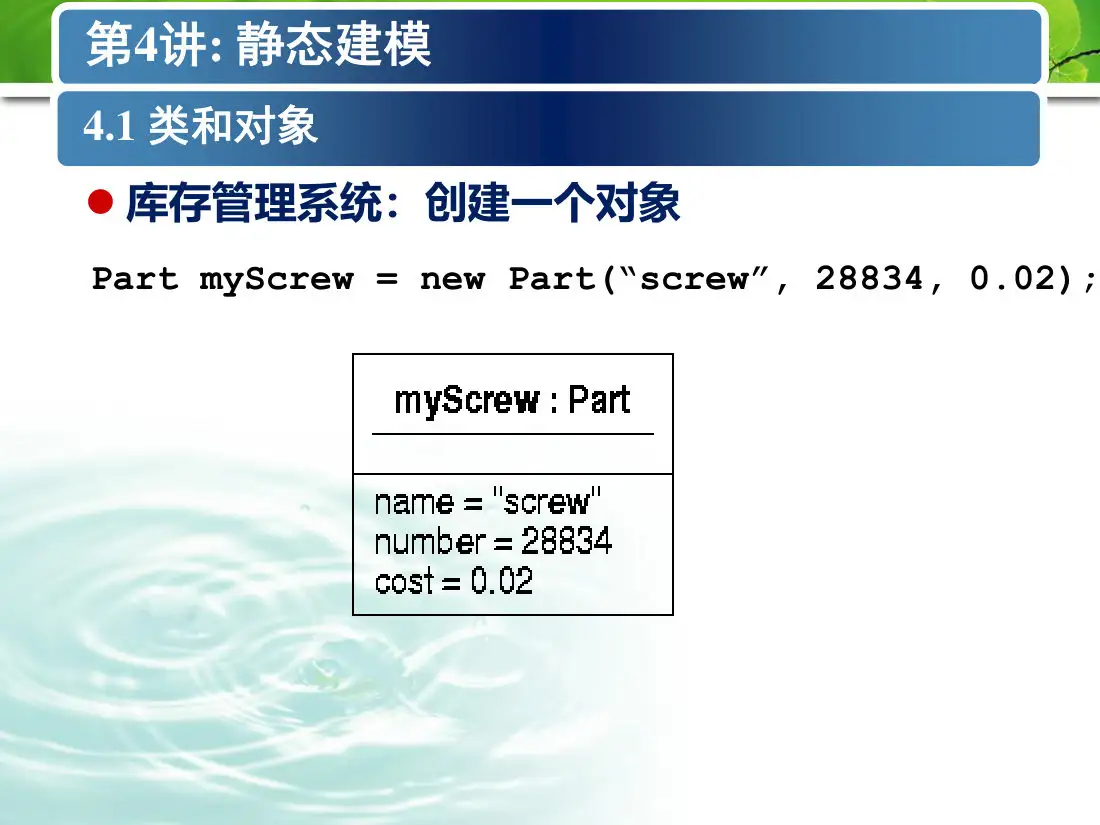 第4讲: 静态建模
4.1 类和对象
库存管理系统：创建一个对象
Part myScrew = new Part(“screw”, 28834, 0.02);
myScrew : Part
name = "screw"
number = 28834
cost = 0.02